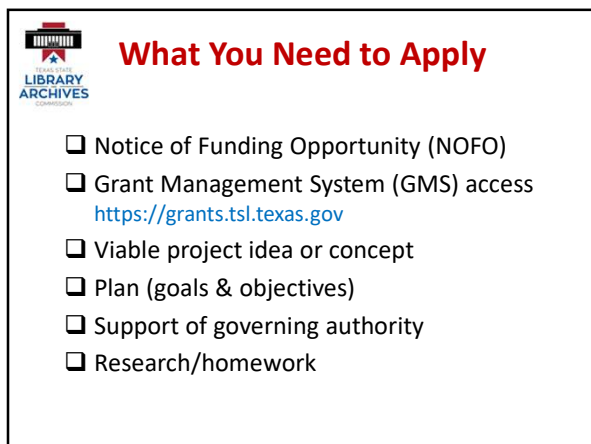 TEXAS STATE
LIBRARY
ARCHIVES
COMMISSION
What You Need to Apply
❑ Notice of Funding Opportunity (NOFO)
❑ Grant Management System (GMS) access
https://grants.tsl.texas.gov
❑ Viable project idea or concept
❑ Plan (goals & objectives)
❑ Support of governing authority
❑ Research/homework